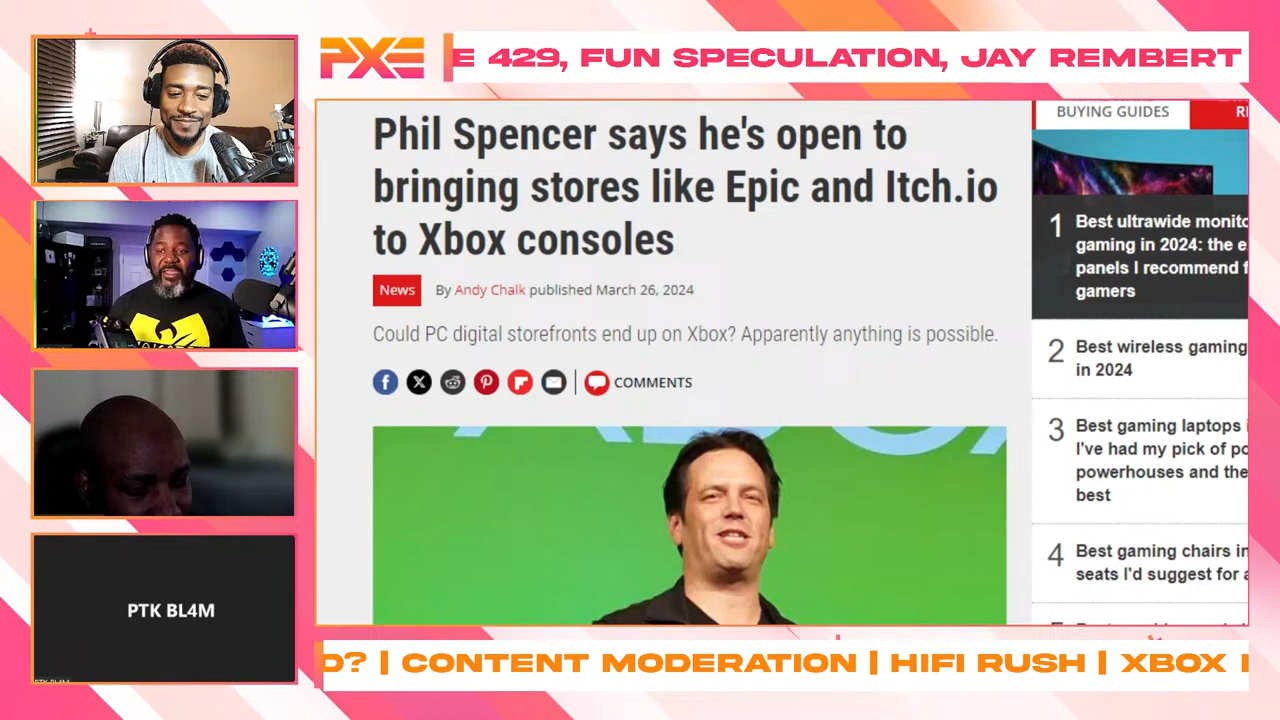 PXE
E 429, FUN SPECULATION, JAY REMBERT
Phil Spencer says he's open to
bringing stores like Epic and Itch.io
to Xbox consoles
News
By Andy Chalk published March 26, 2024
Could PC digital storefronts end up on Xbox? Apparently anything is possible.
COMMENTS
BUYING GUIDES
1
Best ultrawide monito
gaming in 2024: the e
panels I recommend f
gamers
2
Best wireless gaming
in 2024
3
Best gaming laptops
I've had my pick of po
powerhouses and the
best
4
Best gaming chairs in
seats I'd suggest for a
PTK BL4M
PTK BL4M
D? | CONTENT MODERATION | HIFI RUSH | XBOX